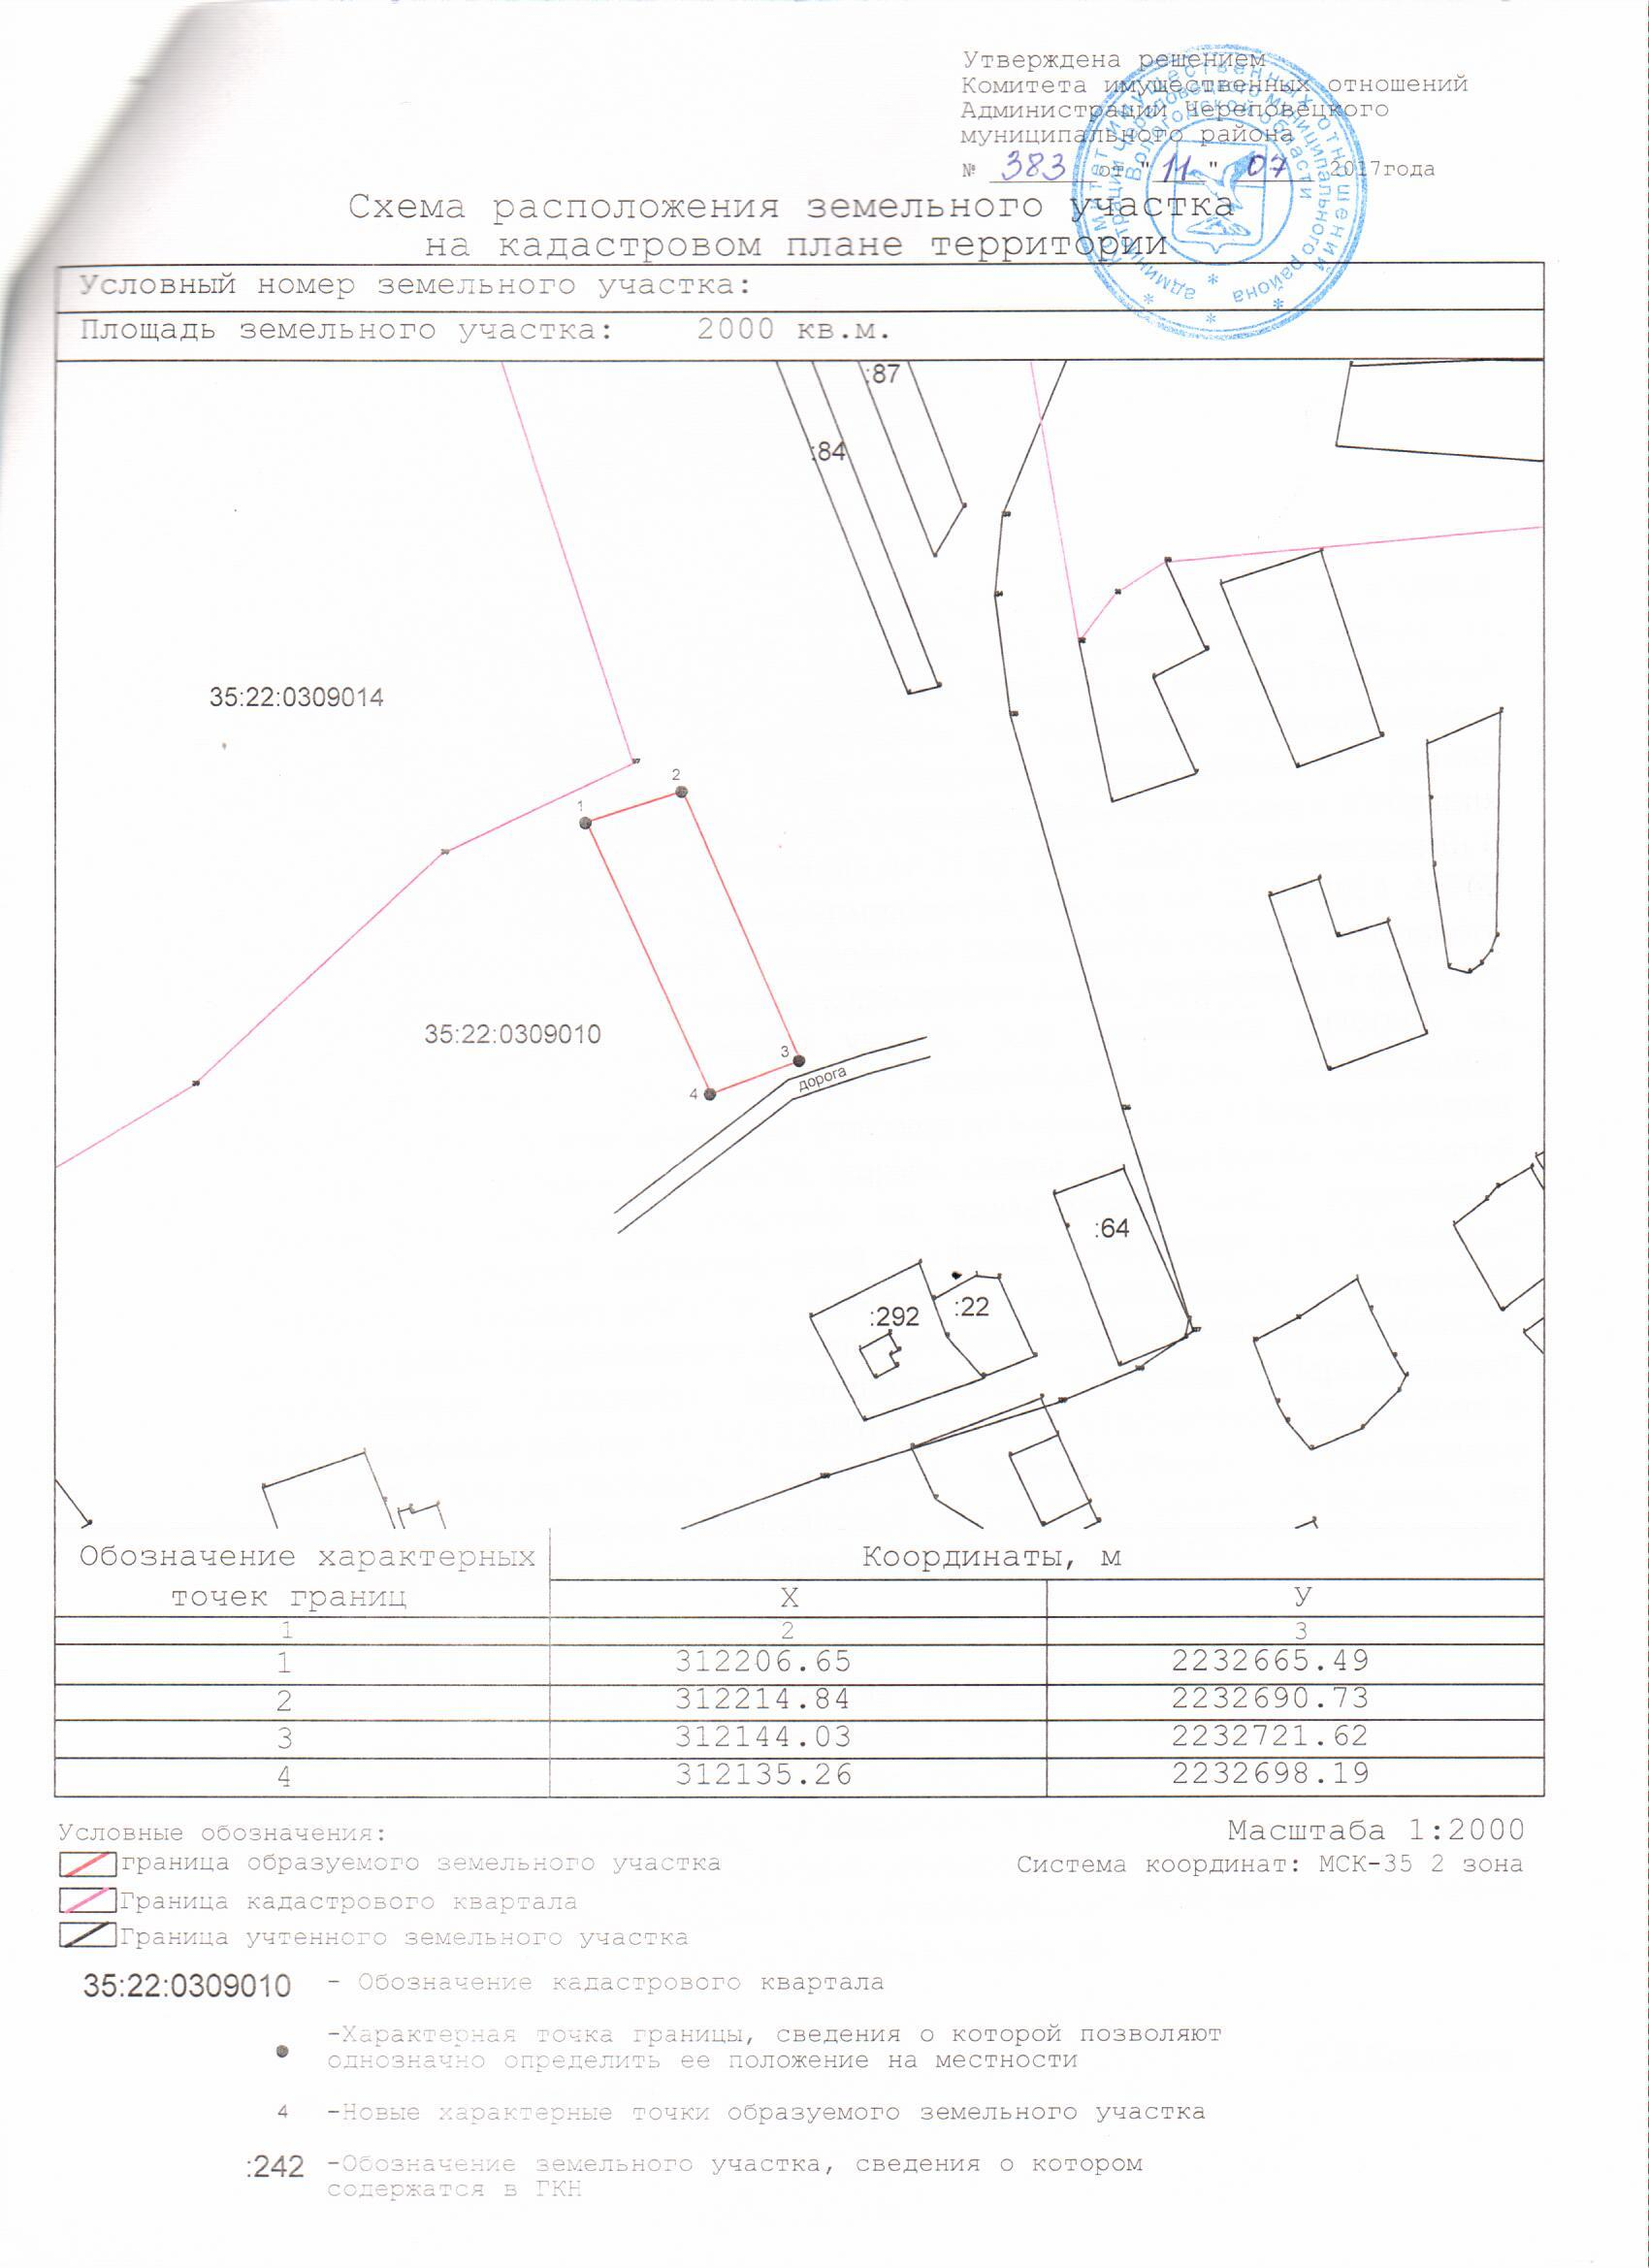 Утверждена решением
Комитета имущественных отношений
Администраций Череповецкого
муниципального района
№ 383 от "11" 07 2017года
Схема расположения земельного участка
на кадастровом плане территории
Условный номер земельного участка:
Площадь земельного участка: 2000 кв.м.
:87
:84
35:22:0309014
2
1
35:22:0309010
3
дорога
4
:64
:22
:292
Обозначение характерных точек границ
Координаты, м
Х У
1 2 3
1 312206.65 2232665.49
2 312214.84 2232690.73
3 312144.03 2232721.62
4 312135.26 2232698.19
Условные обозначения:
Масштаба 1:2000
граница образуемого земельного участка
Система координат: МСК-35 2 зона
Граница кадастрового квартала
Граница учтенного земельного участка
35:22:0309010 - Обозначение кадастрового квартала
-Характерная точка границы, сведения о которой позволяют
однозначно определить ее положение на местности
4 -Новые характерные точки образуемого земельного участка
:242 -Обозначение земельного участка, сведения о котором
содержатся в ГКН